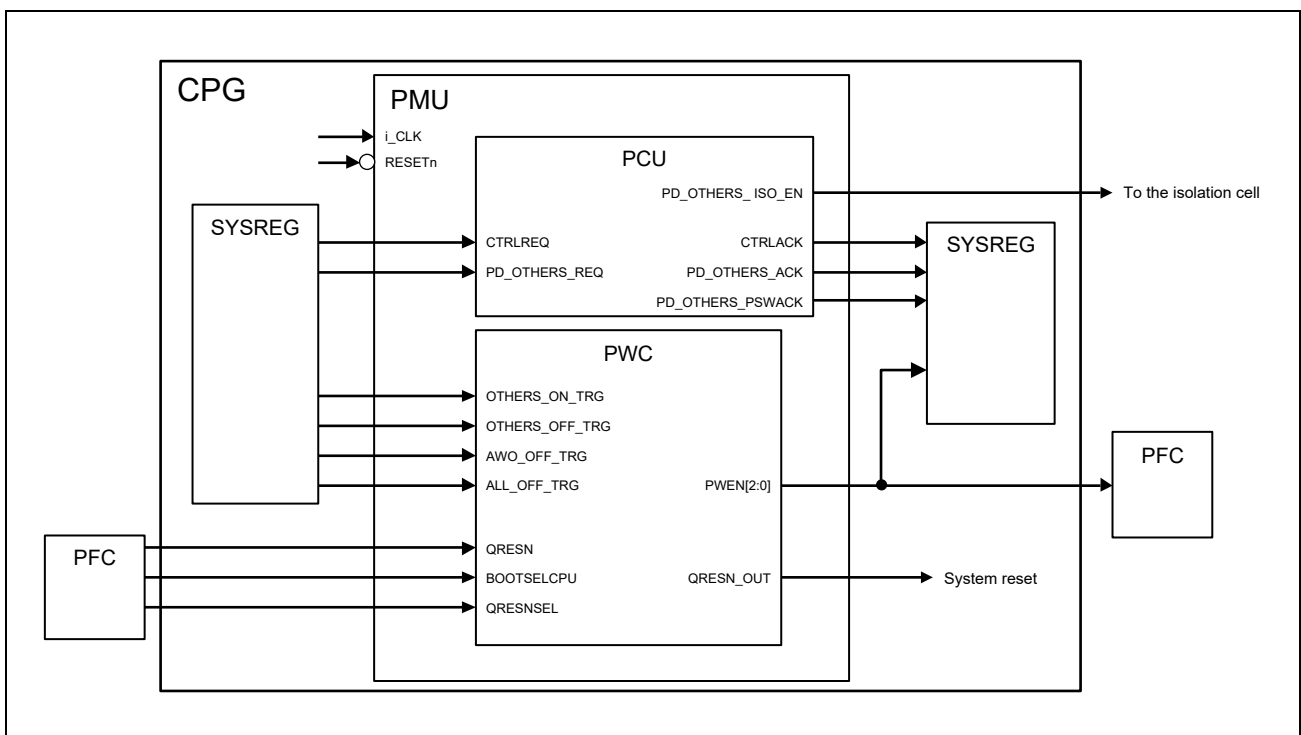 CPG
PMU
i_CLK
RESETn
PCU
PD_OTHERS_ ISO_EN
To the isolation cell
SYSREG
CTRLREQ
CTRLACK
SYSREG
PD_OTHERS_REQ
PD_OTHERS_ACK
PD_OTHERS_PSWACK
PWC
OTHERS_ON_TRG
OTHERS_OFF_TRG
AWO_OFF_TRG
ALL_OFF_TRG
PWEN[2:0]
PFC
PFC
QRESN
BOOTSELCPU
QRESN_OUT
System reset
QRESNSEL